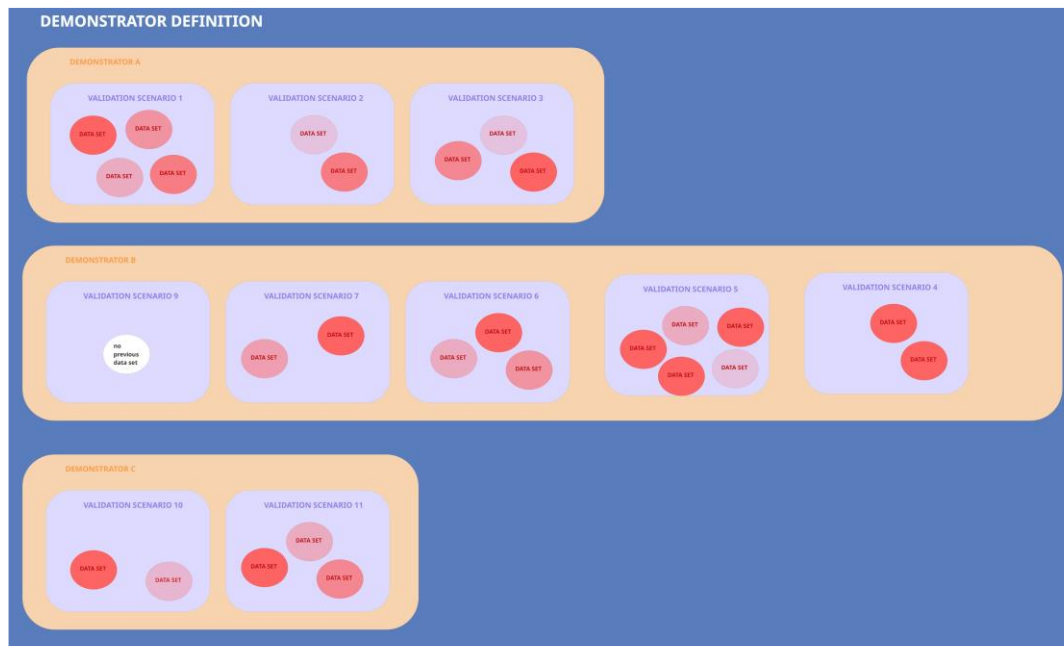 DEMONSTRATOR DEFINITION
DEMONSTRATOR A
VALIDATION SCENARIO 1
DATA SET
DATA SET
DATA SET
DATA SET
VALIDATION SCENARIO 2
DATA SET
DATA SET
VALIDATION SCENARIO 3
DATA SET
DATA SET
DATA SET
DEMONSTRATOR B
VALIDATION SCENARIO 9
no
previous
data set
VALIDATION SCENARIO 7
DATA SET
DATA SET
VALIDATION SCENARIO 6
DATA SET
DATA SET
DATA SET
VALIDATION SCENARIO 5
DATA SET
DATA SET
DATA SET
DATA SET
DATA SET
VALIDATION SCENARIO 4
DATA SET
DATA SET
DEMONSTRATOR C
VALIDATION SCENARIO 10
DATA SET
DATA SET
VALIDATION SCENARIO 11
DATA SET
DATA SET
DATA SET